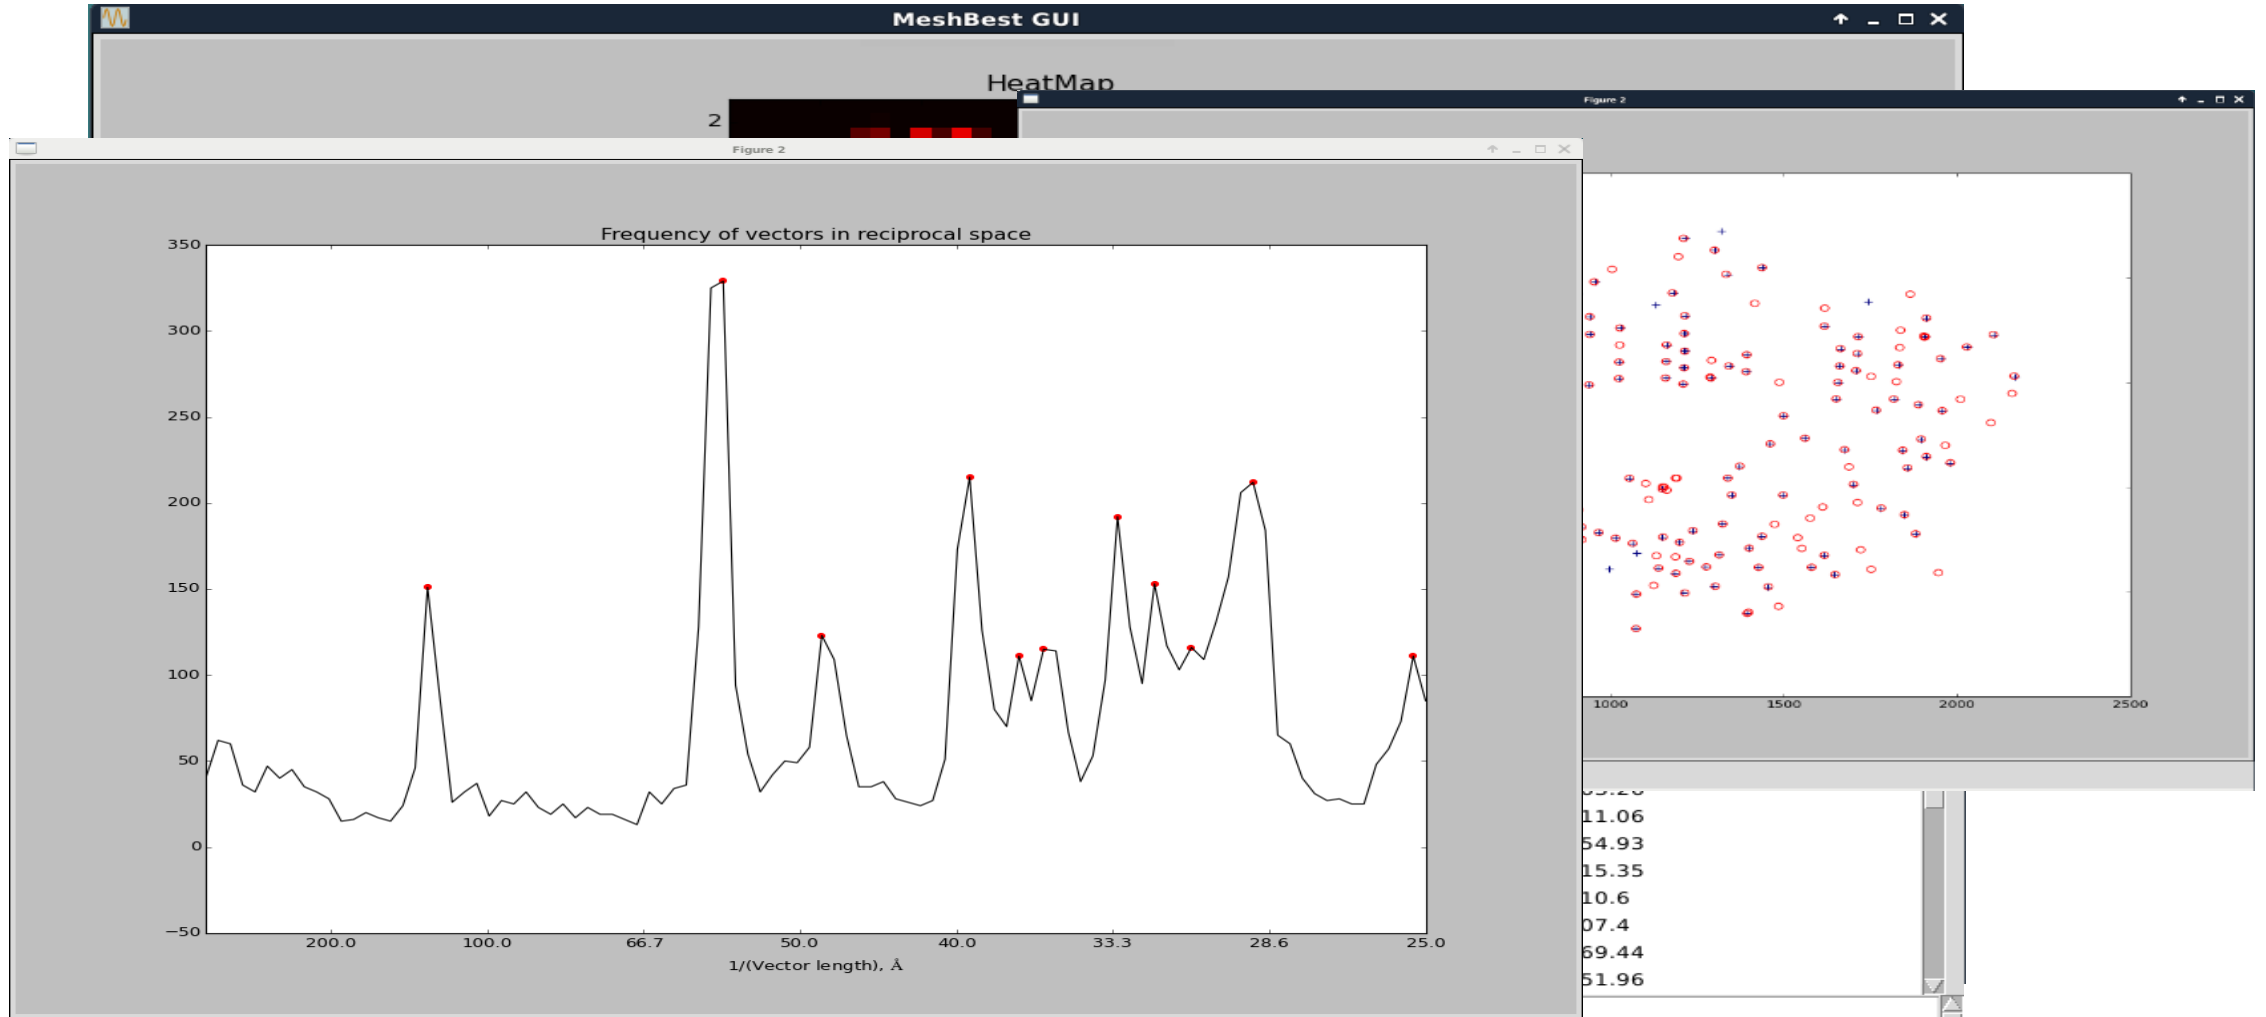 MeshBest GUI
HeatMap
2
Figure 2
Figure 2
Frequency of vectors in reciprocal space
350
300
250
200
150
100
50
0
−50
200.0 100.0 66.7 50.0 40.0 33.3 28.6 25.0
1/(Vector length), Å
1000 1500 2000 2500
11.06
54.93
15.35
10.6
07.4
69.44
51.96